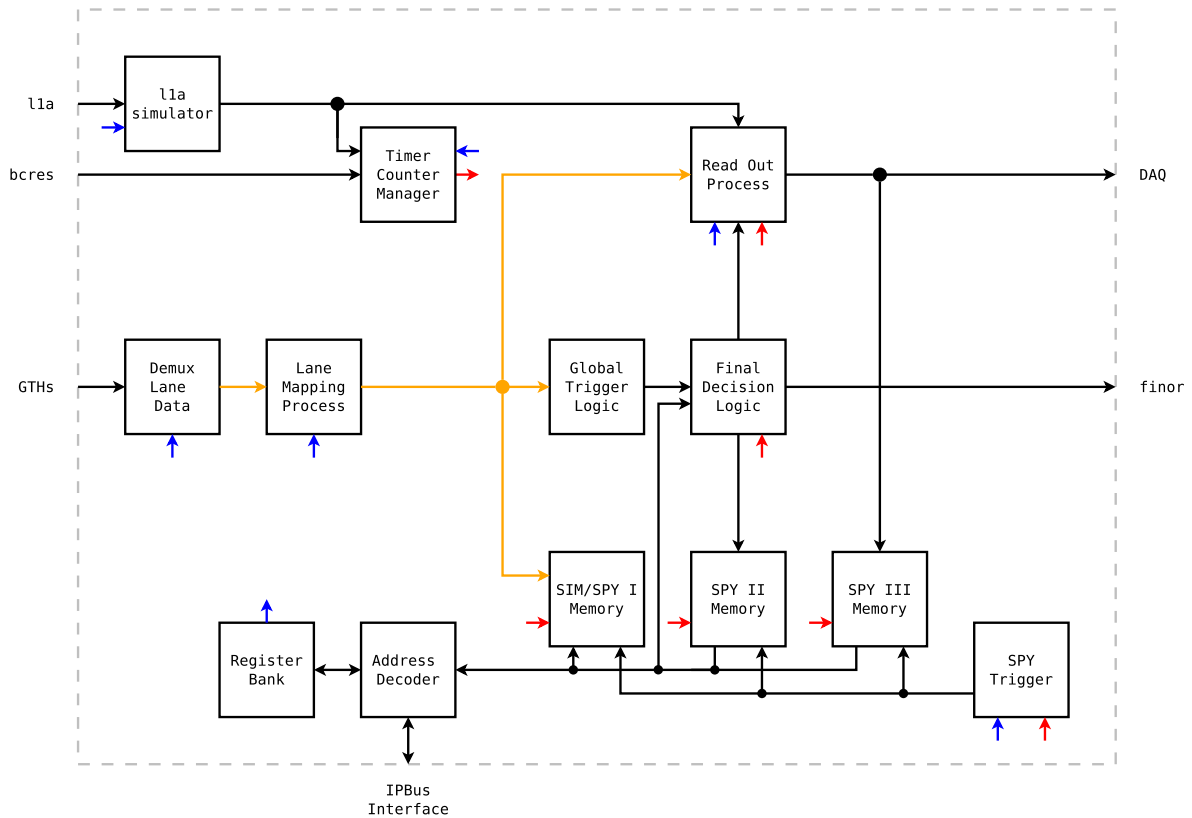 l1a
l1a
simulator
bcres
Timer
Counter
Manager
Read Out
Process
DAQ
GTHs
Demux
Lane
Data
Lane
Mapping
Process
Global
Trigger
Logic
Final
Decision
Logic
finor
SIM/SPY I
Memory
SPY II
Memory
SPY III
Memory
Register
Bank
Address
Decoder
SPY
Trigger
IPBus
Interface